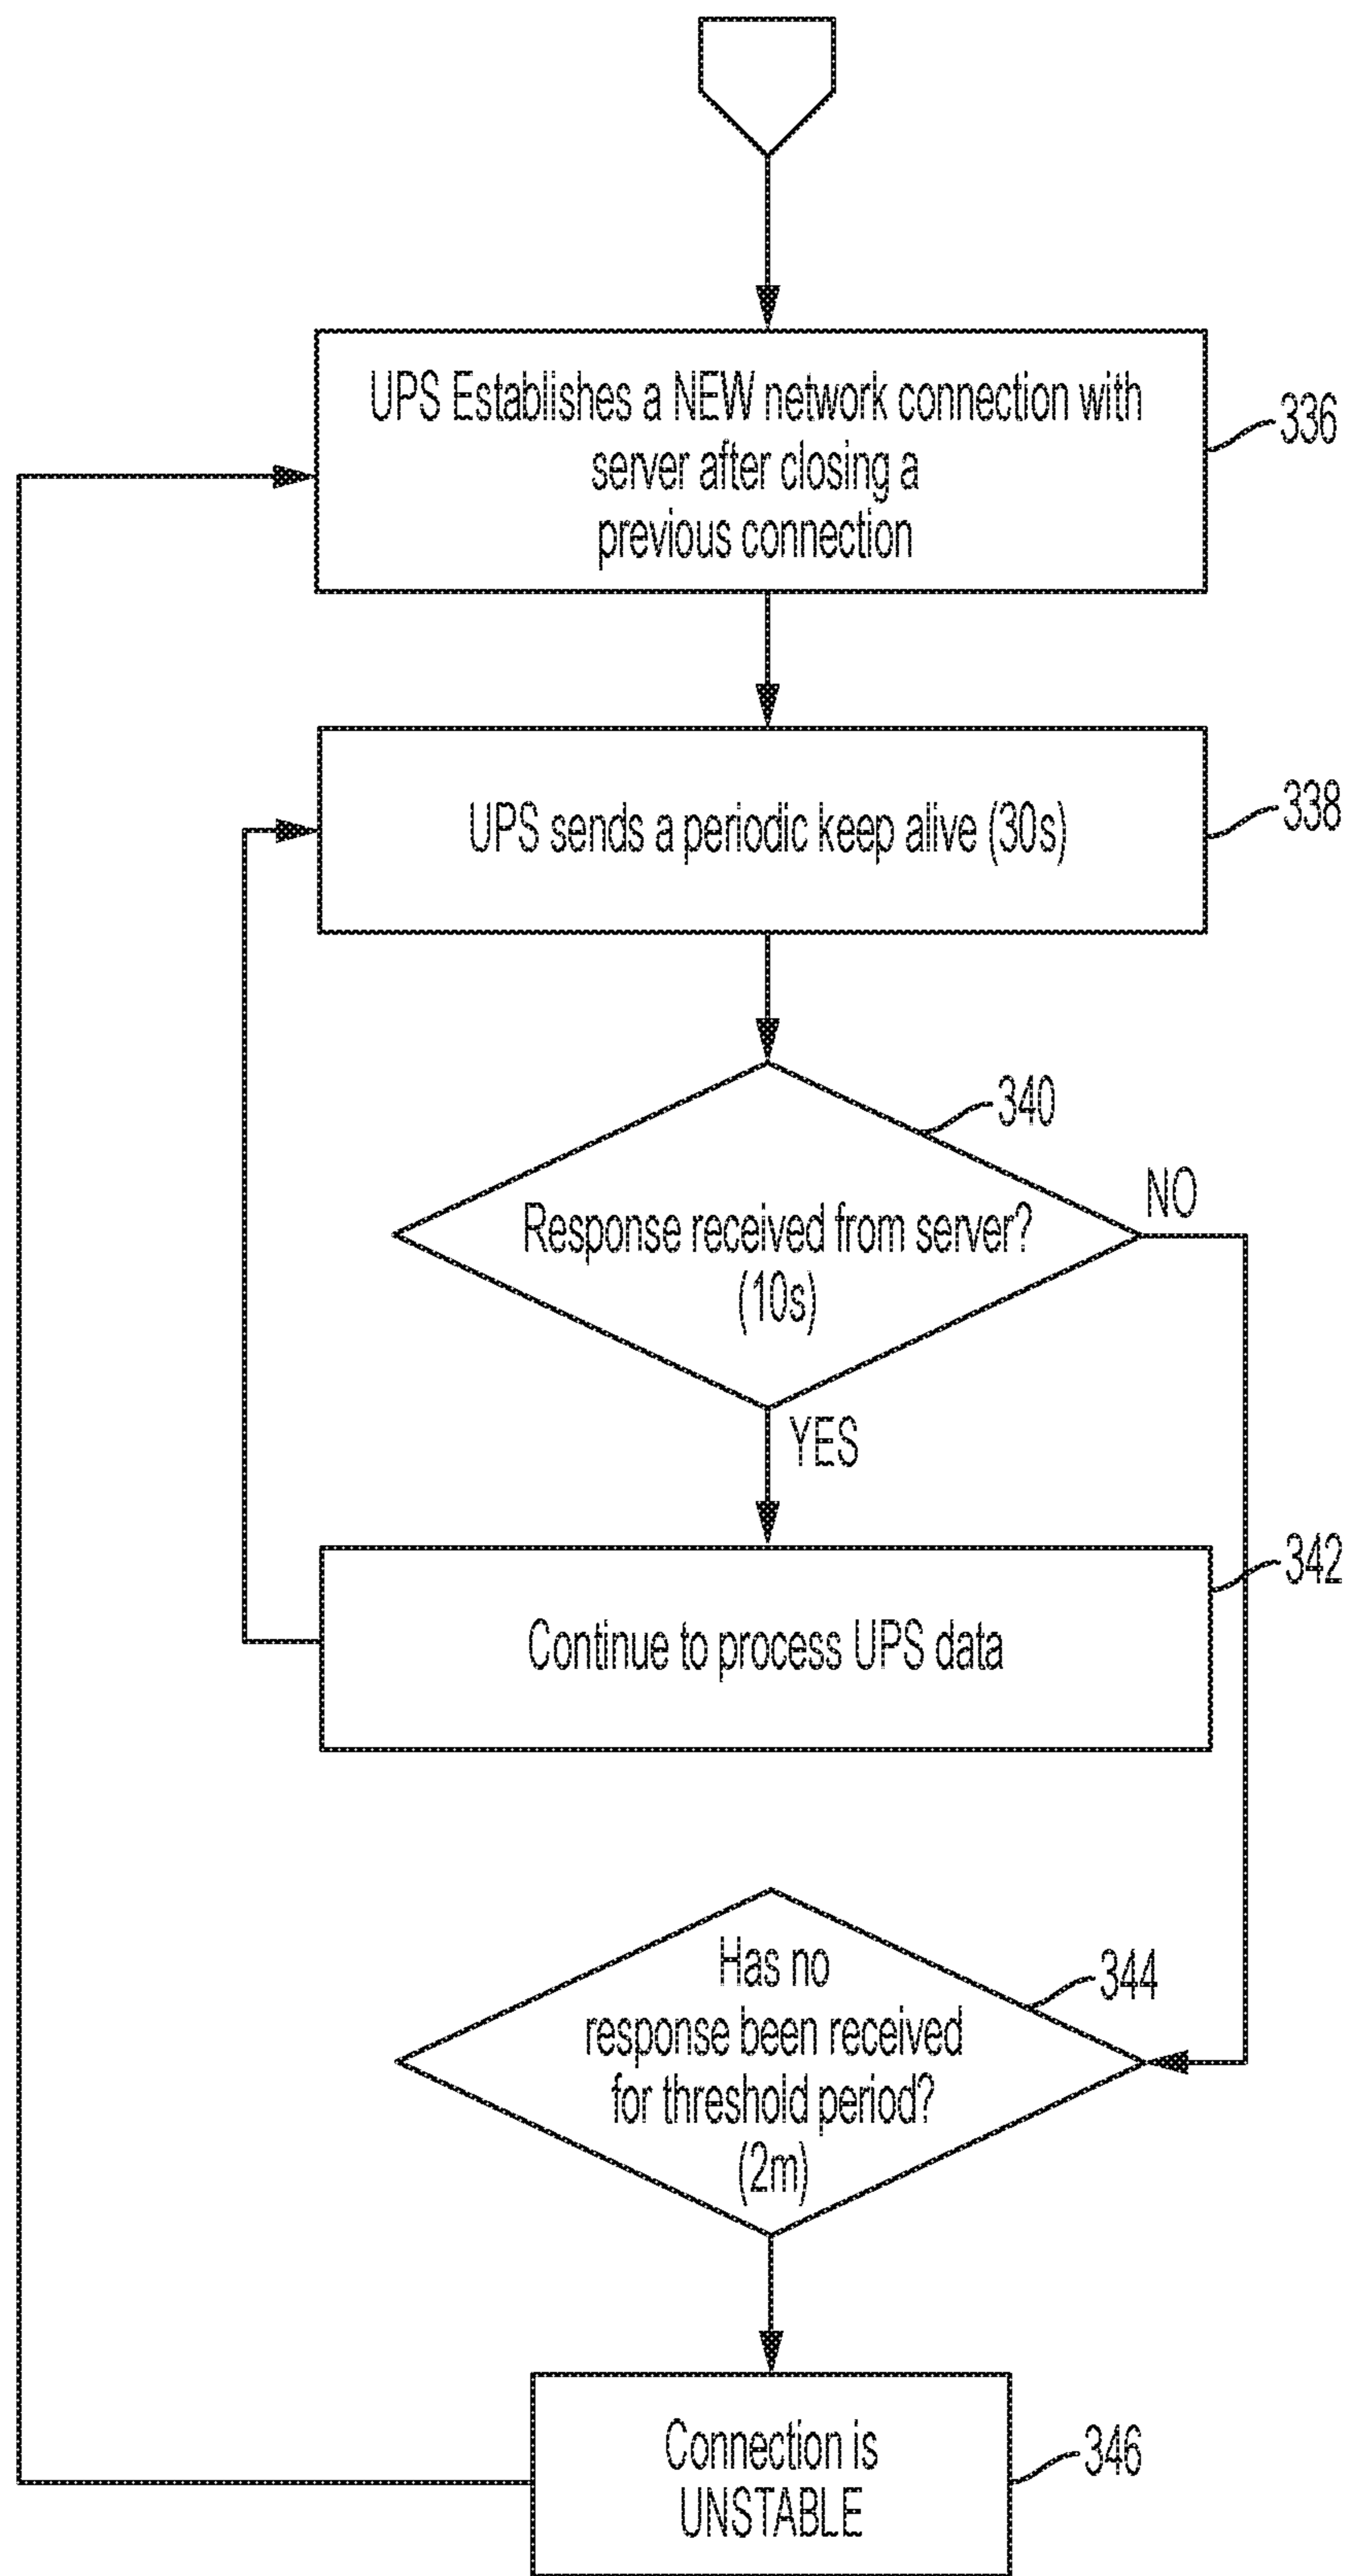 UPS Establishes a NEW network connection with
server after closing a
previous connection
336
UPS sends a periodic keep alive (30s)
338
340
NO
Response received from server?
(10s)
YES
342
Continue to process UPS data
Has no
response been received
for threshold period?
(2m)
344
Connection is
UNSTABLE
346